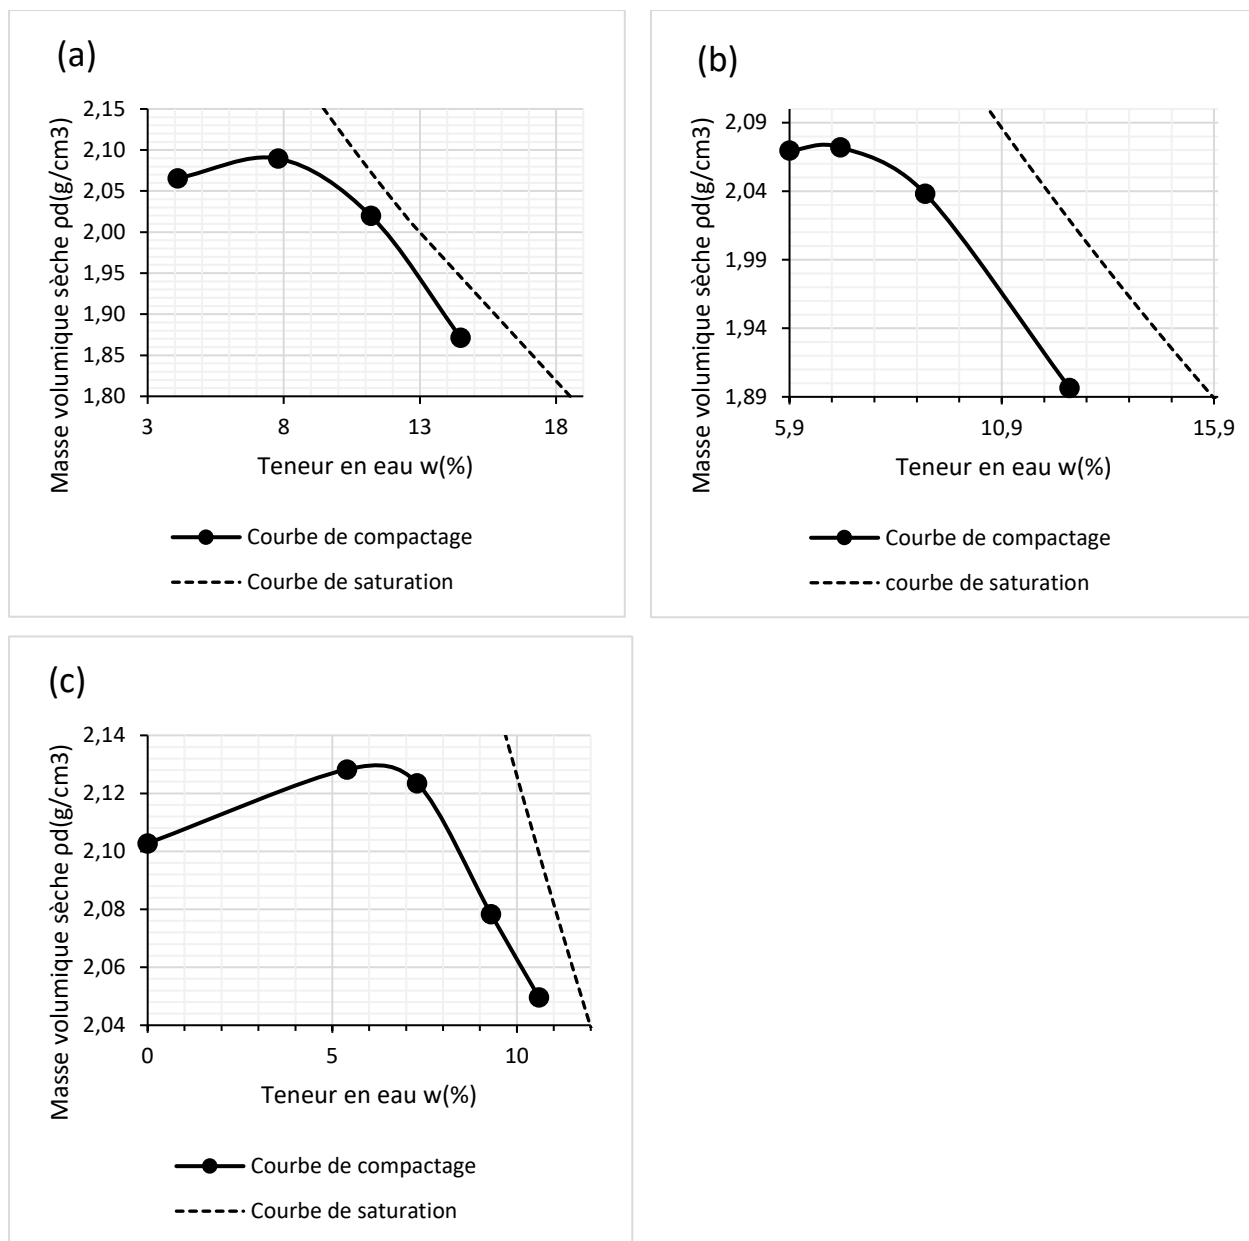 (a)
Masse volumique sèche ρd(g/cm3)
2,15
2,10
2,05
2,00
1,95
1,90
1,85
1,80
3 8 13 18
Teneur en eau w(%)
Courbe de compactage
Courbe de saturation
(b)
Masse volumique sèche ρd(g/cm3)
2,09
2,04
1,99
1,94
1,89
5,9 10,9 15,9
Teneur en eau w(%)
Courbe de compactage
courbe de saturation
(c)
Masse volumique sèche ρd(g/cm3)
2,14
2,12
2,10
2,08
2,06
2,04
0 5 10
Teneur en eau w(%)
Courbe de compactage
Courbe de saturation